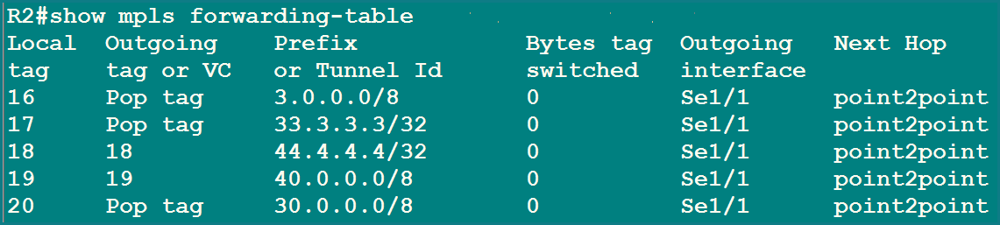 R2#show mpls forwarding-table
Local Outgoing Prefix Bytes tag Outgoing Next Hop
tag tag or VC or Tunnel Id switched interface
16 Pop tag 3.0.0.0/8 0 Se1/1 point2point
17 Pop tag 33.3.3.3/32 0 Se1/1 point2point
18 18 44.4.4.4/32 0 Se1/1 point2point
19 19 40.0.0.0/8 0 Se1/1 point2point
20 Pop tag 30.0.0.0/8 0 Se1/1 point2point